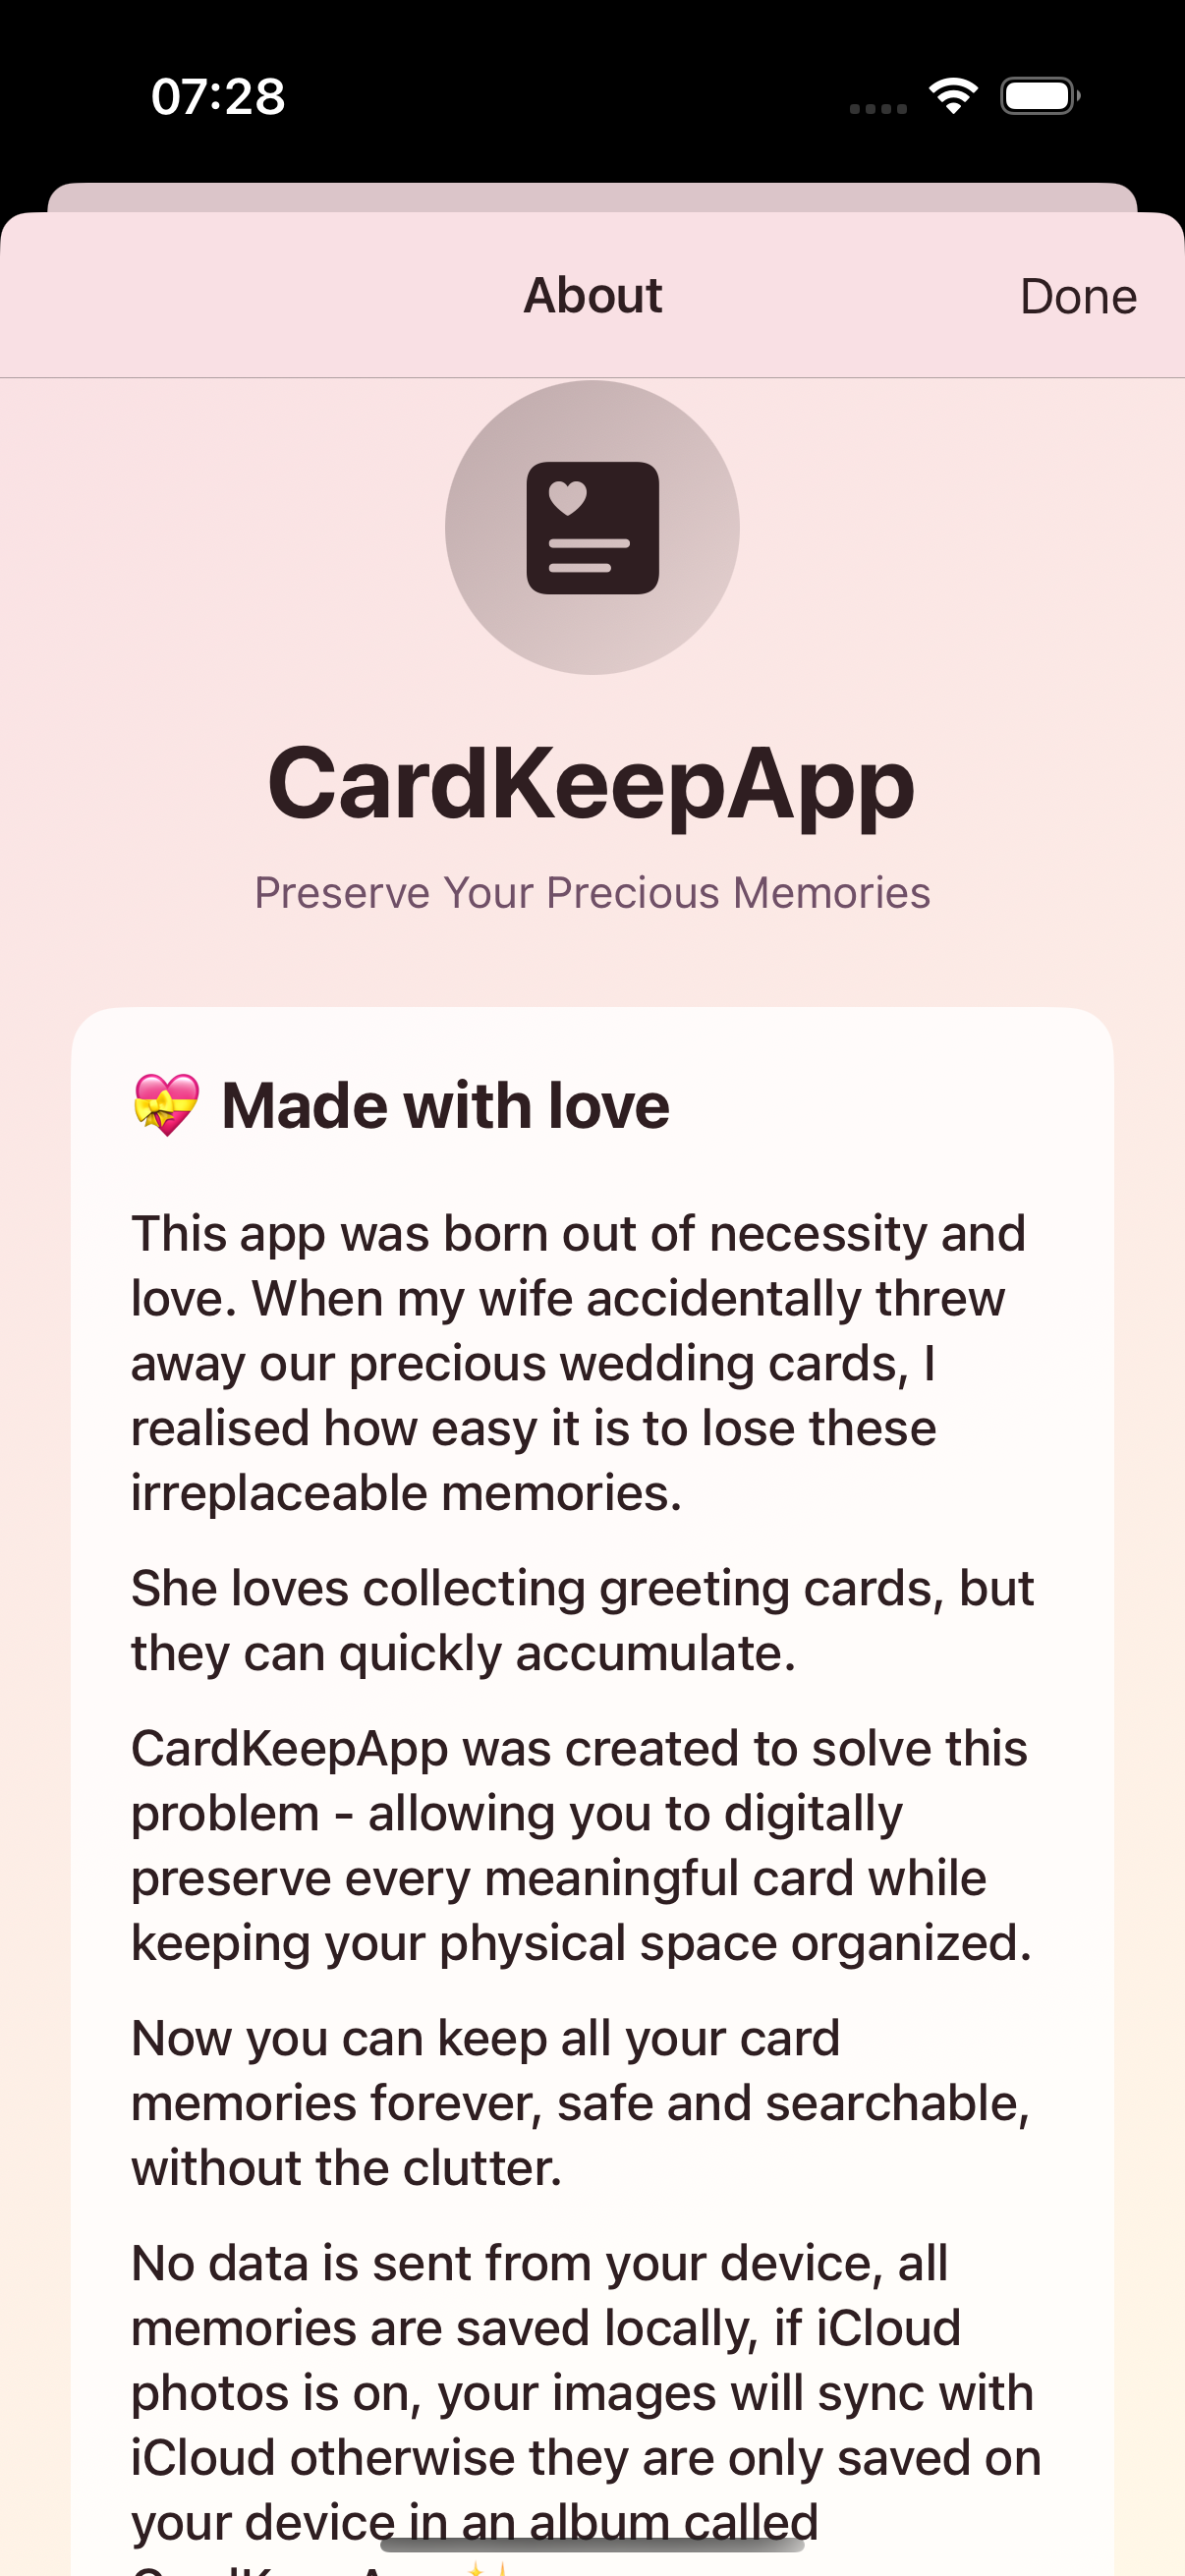 07:28
About
Done
CardKeepApp
Preserve Your Precious Memories
💝 Made with love
This app was born out of necessity and
love. When my wife accidentally threw
away our precious wedding cards, I
realised how easy it is to lose these
irreplaceable memories.
She loves collecting greeting cards, but
they can quickly accumulate.
CardKeepApp was created to solve this
problem - allowing you to digitally
preserve every meaningful card while
keeping your physical space organized.
Now you can keep all your card
memories forever, safe and searchable,
without the clutter.
No data is sent from your device, all
memories are saved locally, if iCloud
photos is on, your images will sync with
iCloud otherwise they are only saved on
your device in an album called